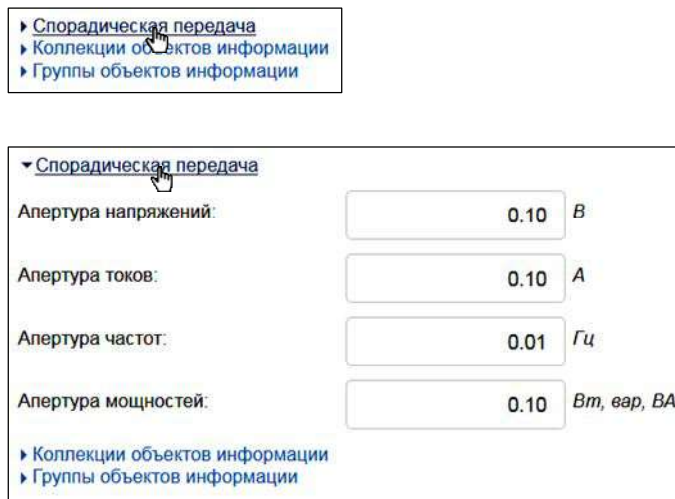 Спорадическая передача
Коллекции объектов информации
Группы объектов информации
Спорадическая передача
Апертура напряжений: 0.10 В
Апертура токов: 0.10 А
Апертура частот: 0.01 Гц
Апертура мощностей: 0.10 Вт, вар, ВА
Коллекции объектов информации
Группы объектов информации